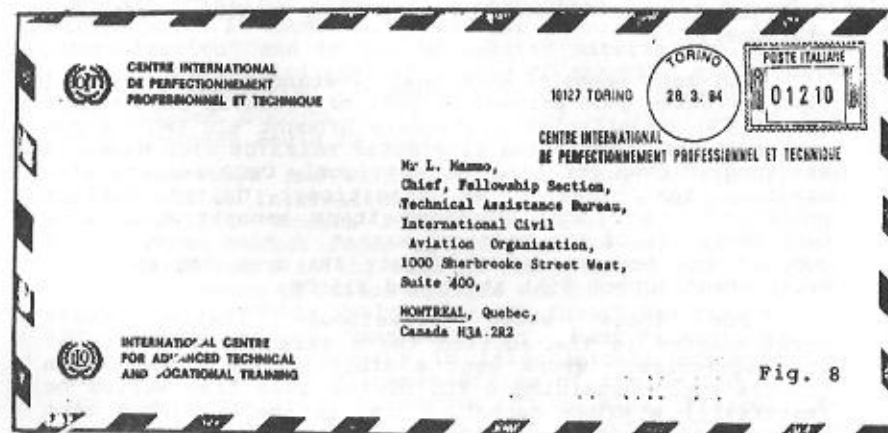 CENTRE INTERNATIONAL
DE PERFECTIONNEMENT
PROFESSIONNEL ET TECHNIQUE
10127 TORINO
TORINO
28.3.84
POSTE ITALIANE
01210
CENTRE INTERNATIONAL
DE PERFECTIONNEMENT PROFESSIONNEL ET TECHNIQUE
Mr L. Mammo,
Chief, Fellowship Section,
Technical Assistance Bureau,
International Civil
Aviation Organisation,
1000 Sherbrooke Street West,
Suite 400,
MONTREAL, Quebec,
Canada H3A 2R2
ILO
INTERNATIONAL CENTRE
FOR ADVANCED TECHNICAL
AND VOCATIONAL TRAINING
Fig. 8